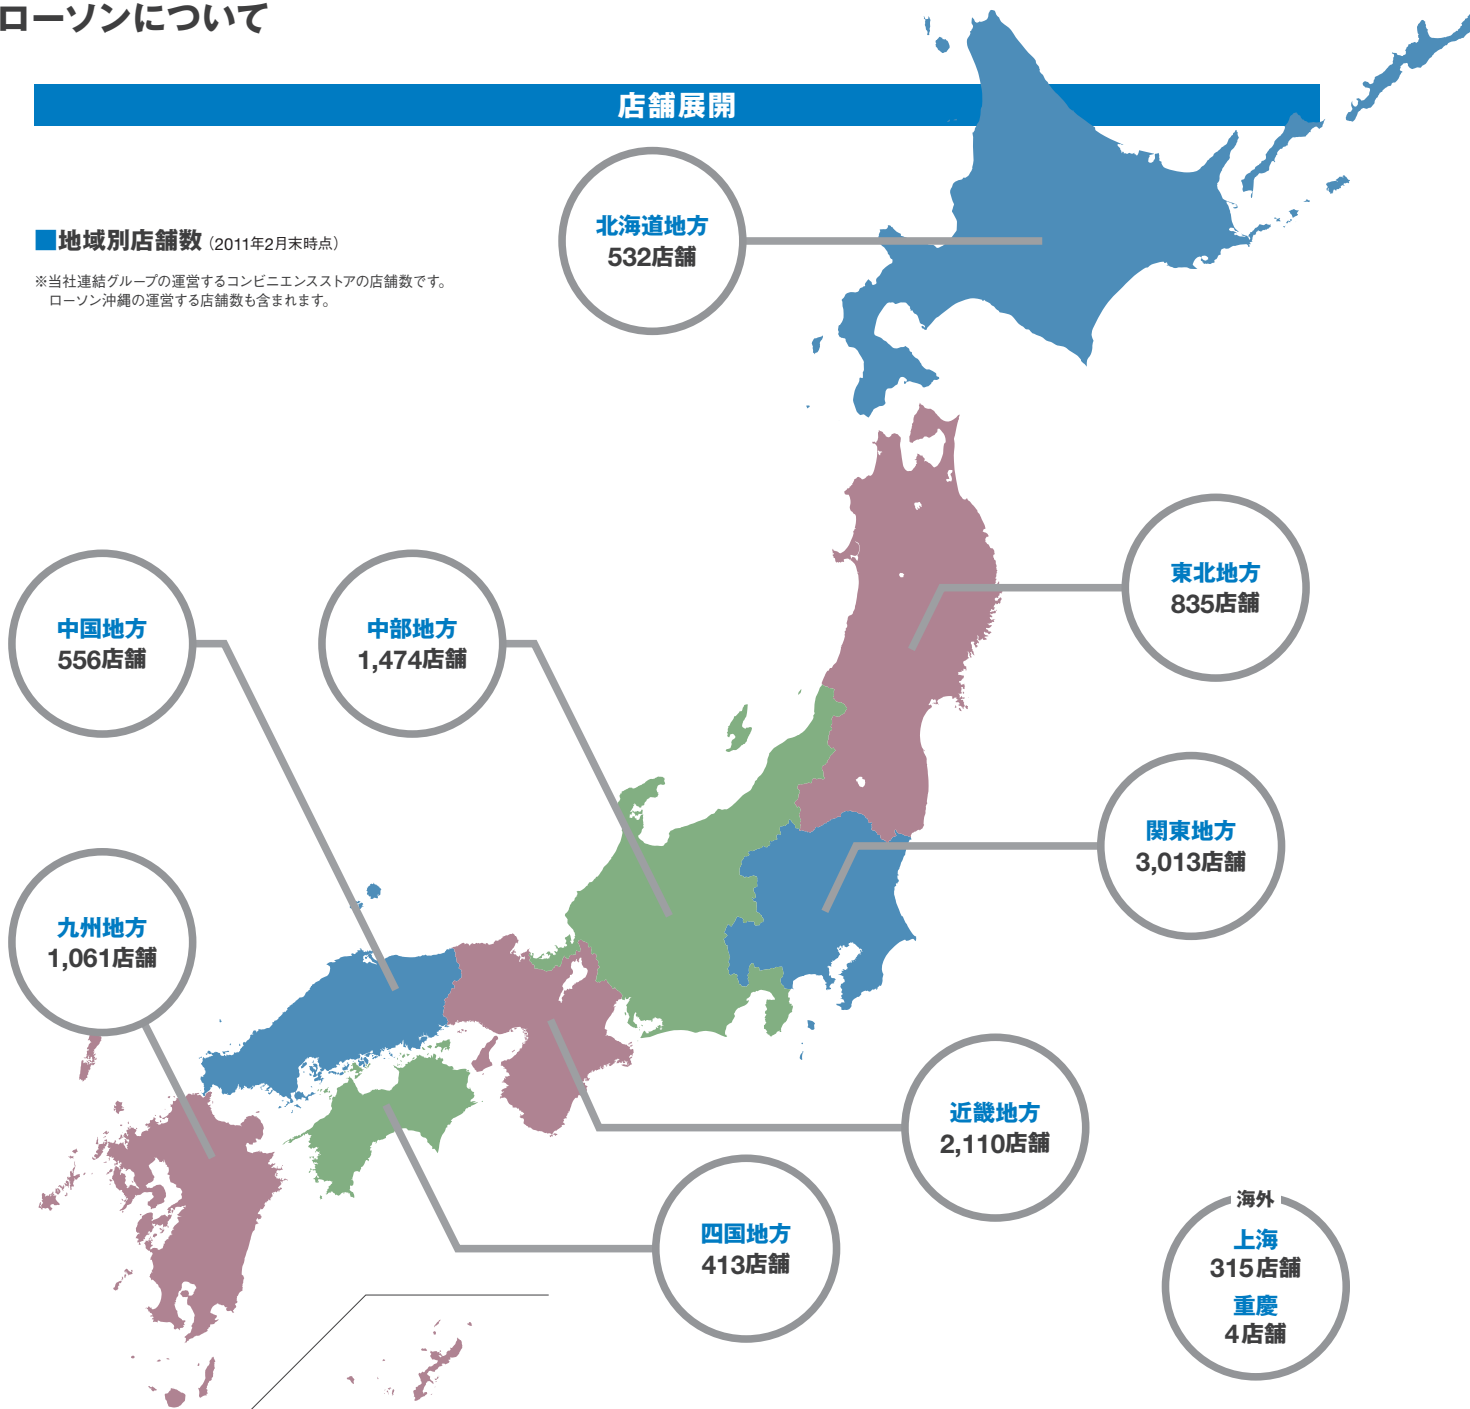 ローソンについて
店舗展開
■地域別店舗数（2011年2月末時点）
※当社連結グループの運営するコンビニエンスストアの店舗数です。
ローソン沖縄の運営する店舗数も含まれます。
北海道地方
532店舗
東北地方
835店舗
中国地方
556店舗
中部地方
1,474店舗
関東地方
3,013店舗
九州地方
1,061店舗
近畿地方
2,110店舗
四国地方
413店舗
海外
上海
315店舗
重慶
4店舗